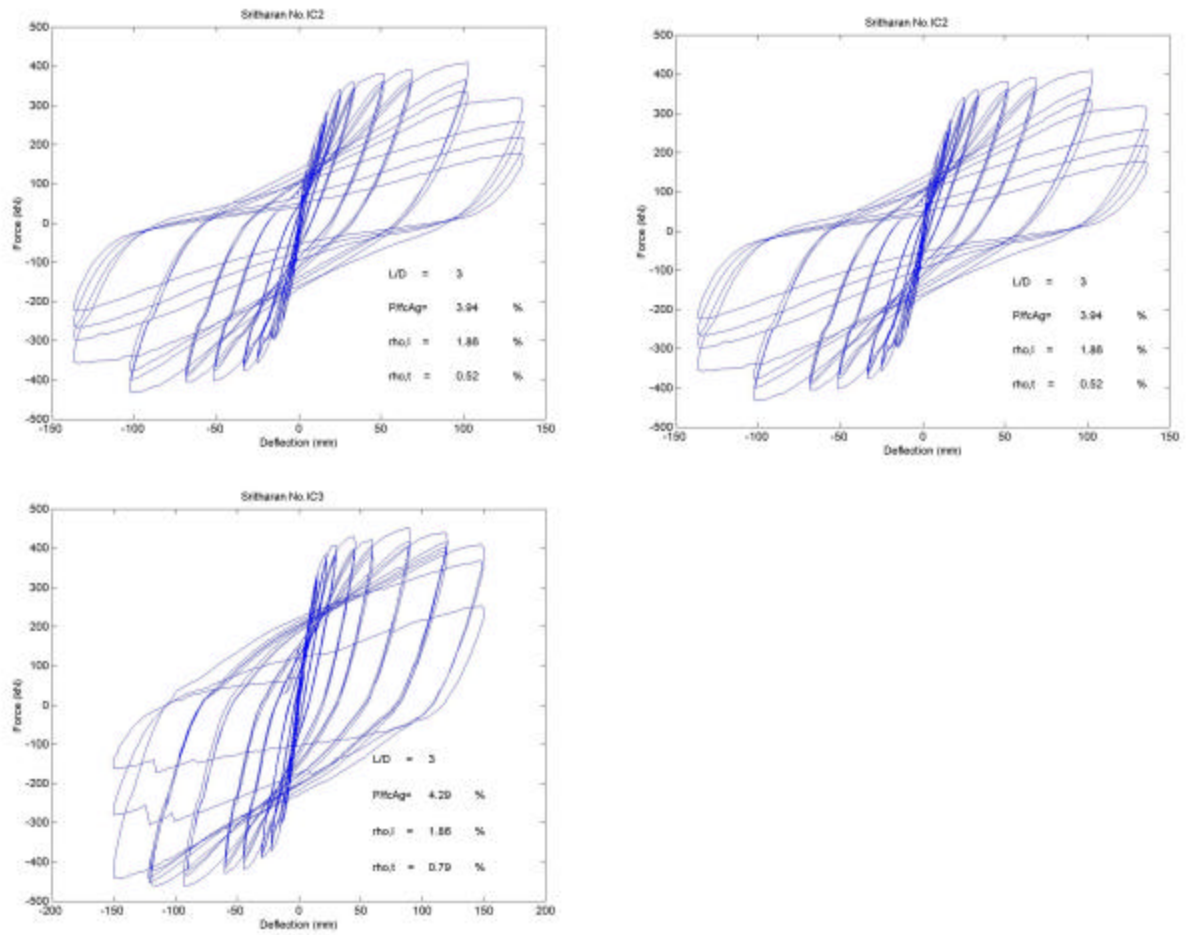 Sritharan No.IC2
500
400
300
200
100
0
-100
-200
-300
-400
-500
-150 -100 -50 0 50 100 150
Force (kN)
Deflection (mm)
L/D = 3
P/fcAg= 3.94 %
rho,l = 1.86 %
rho,t = 0.52 %
Sritharan No.IC2
500
400
300
200
100
0
-100
-200
-300
-400
-500
-150 -100 -50 0 50 100 150
Force (kN)
Deflection (mm)
L/D = 3
P/fcAg= 3.94 %
rho,l = 1.86 %
rho,t = 0.52 %
Sritharan No.IC3
500
400
300
200
100
0
-100
-200
-300
-400
-500
-200 -150 -100 -50 0 50 100 150 200
Force (kN)
Deflection (mm)
L/D = 3
P/fcAg= 4.29 %
rho,l = 1.86 %
rho,t = 0.79 %